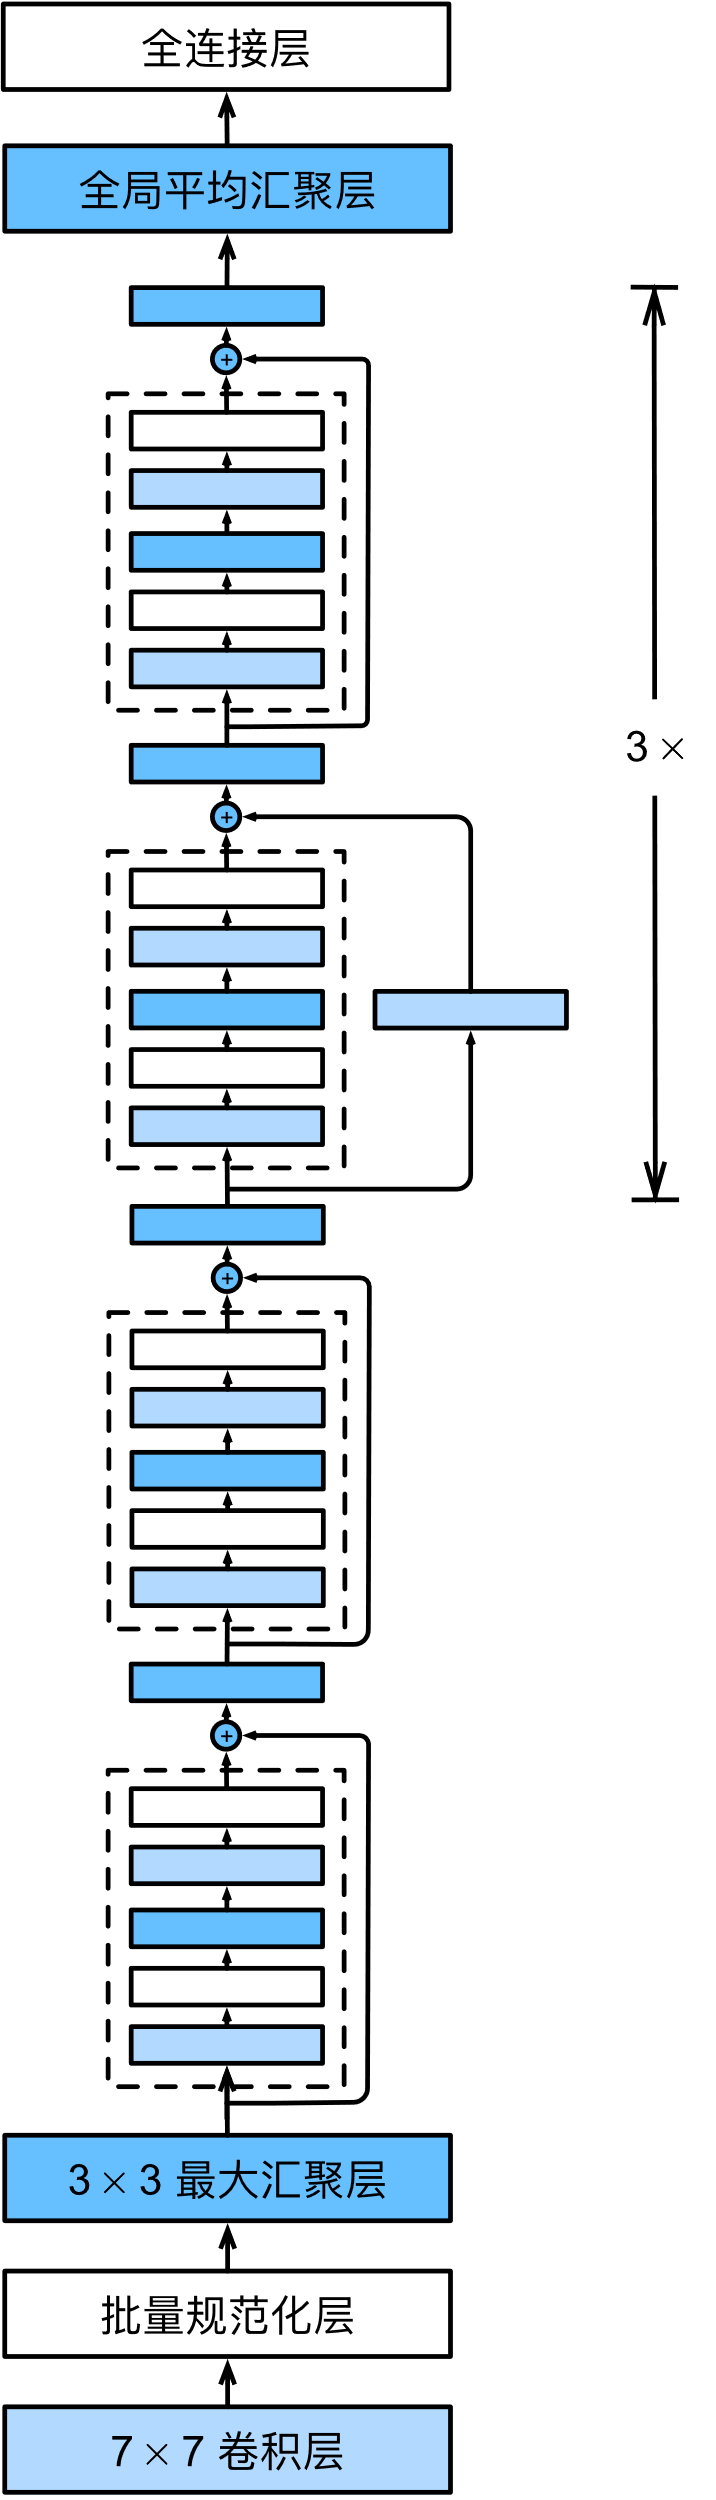 全连接层
全局平均汇聚层
+
3 ×
+
+
+
3 × 3 最大汇聚层
批量规范化层
7 × 7 卷积层